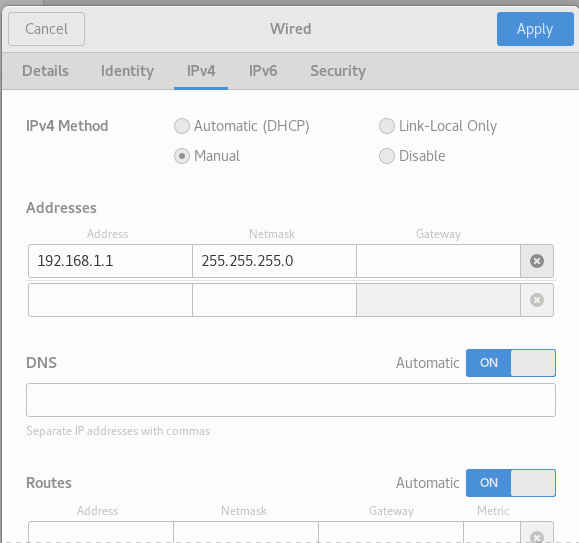 Cancel Wired Apply
Details Identity IPv4 IPv6 Security
IPv4 Method Automatic (DHCP) Link-Local Only
Manual Disable
Addresses
Address Netmask Gateway
192.168.1.1 255.255.255.0
DNS Automatic ON
Separate IP addresses with commas
Routes Automatic ON
Address Netmask Gateway Metric